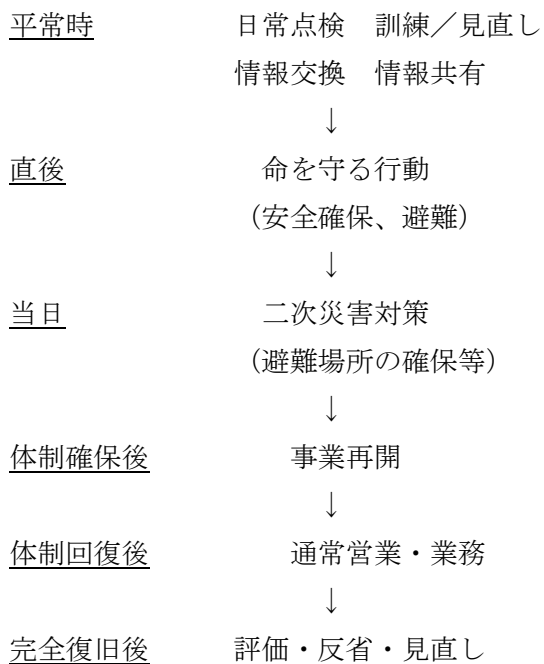 平常時　日常点検　訓練／見直し
情報交換　情報共有
↓
直後　命を守る行動
（安全確保、避難）
↓
当日　二次災害対策
（避難場所の確保等）
↓
体制確保後　事業再開
↓
体制回復後　通常営業・業務
↓
完全復旧後　評価・反省・見直し